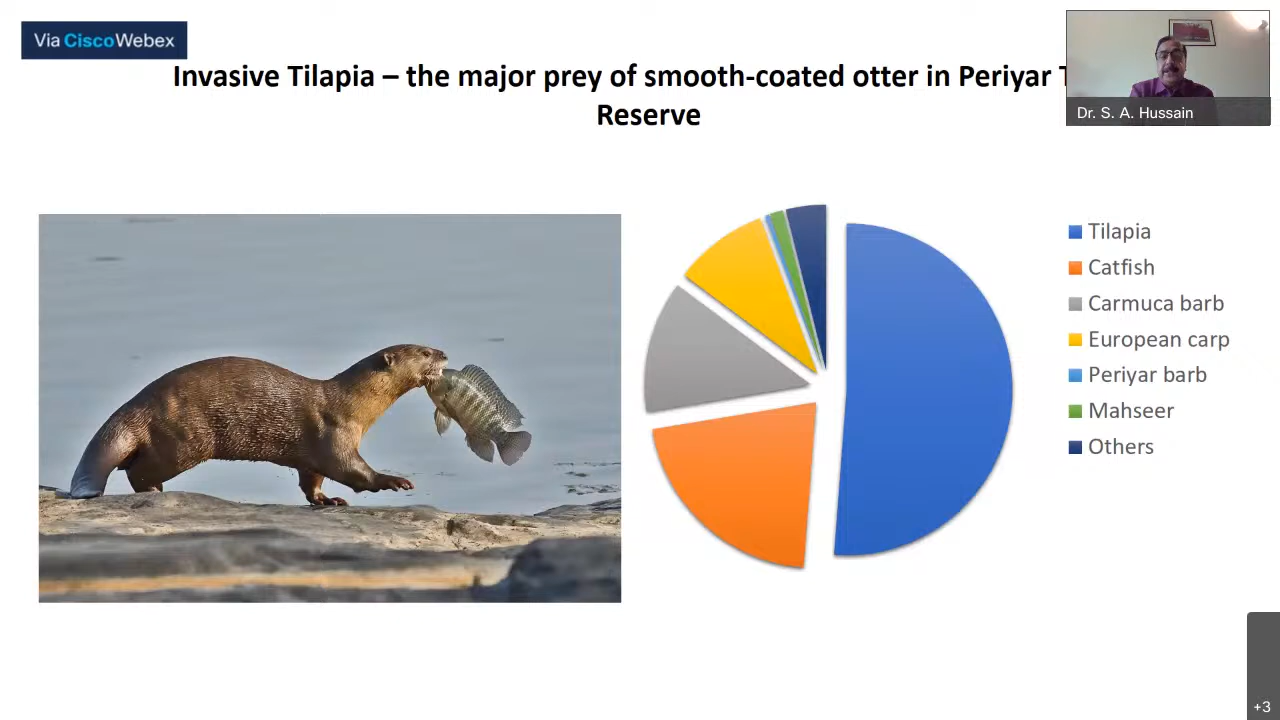 Via CiscoWebex
Invasive Tilapia – the major prey of smooth-coated otter in Periyar T
Reserve
Dr. S. A. Hussain
Tilapia
Catfish
Carmuca barb
European carp
Periyar barb
Mahseer
Others
+3